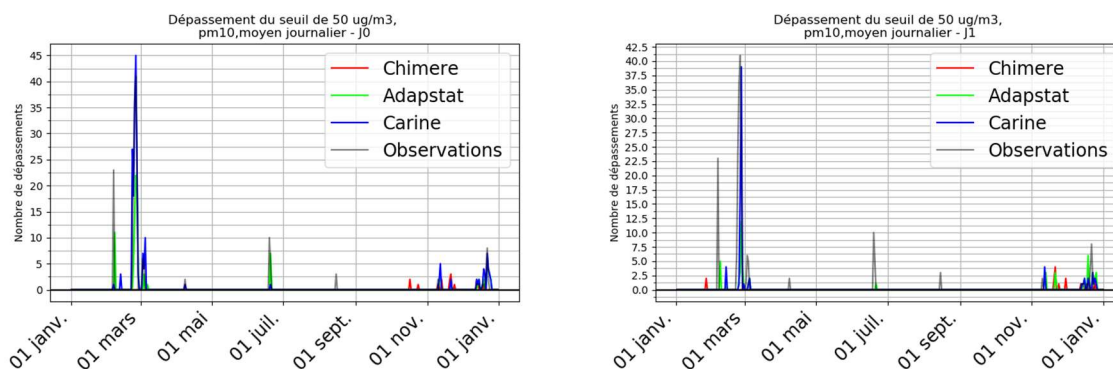 Dépassement du seuil de 50 ug/m3,
pm10,moyen journalier - J0
45
40
35
30
25
20
15
10
5
0
Nombre de dépassements
Chimere
Adapstat
Carine
Observations
01 janv.
01 mars
01 mai
01 juil.
01 sept.
01 nov.
01 janv.
Dépassement du seuil de 50 ug/m3,
pm10,moyen journalier - J1
42.5
40.0
37.5
35.0
32.5
30.0
27.5
25.0
22.5
20.0
17.5
15.0
12.5
10.0
7.5
5.0
2.5
0.0
Nombre de dépassements
Chimere
Adapstat
Carine
Observations
01 janv.
01 mars
01 mai
01 juil.
01 sept.
01 nov.
01 janv.